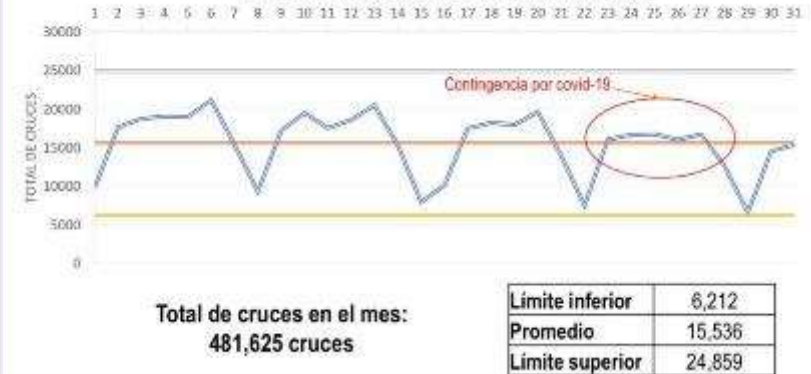 1 2 3 4 5 6 7 8 9 10 11 12 13 14 15 16 17 18 19 20 21 22 23 24 25 26 27 28 29 30 31
30000
25000
20000
15000
10000
5000
0
TOTAL DE CRUCES
Contingencia por covid-19
Total de cruces en el mes:
481,625 cruces
Límite inferior 6,212
Promedio 15,536
Límite superior 24,859